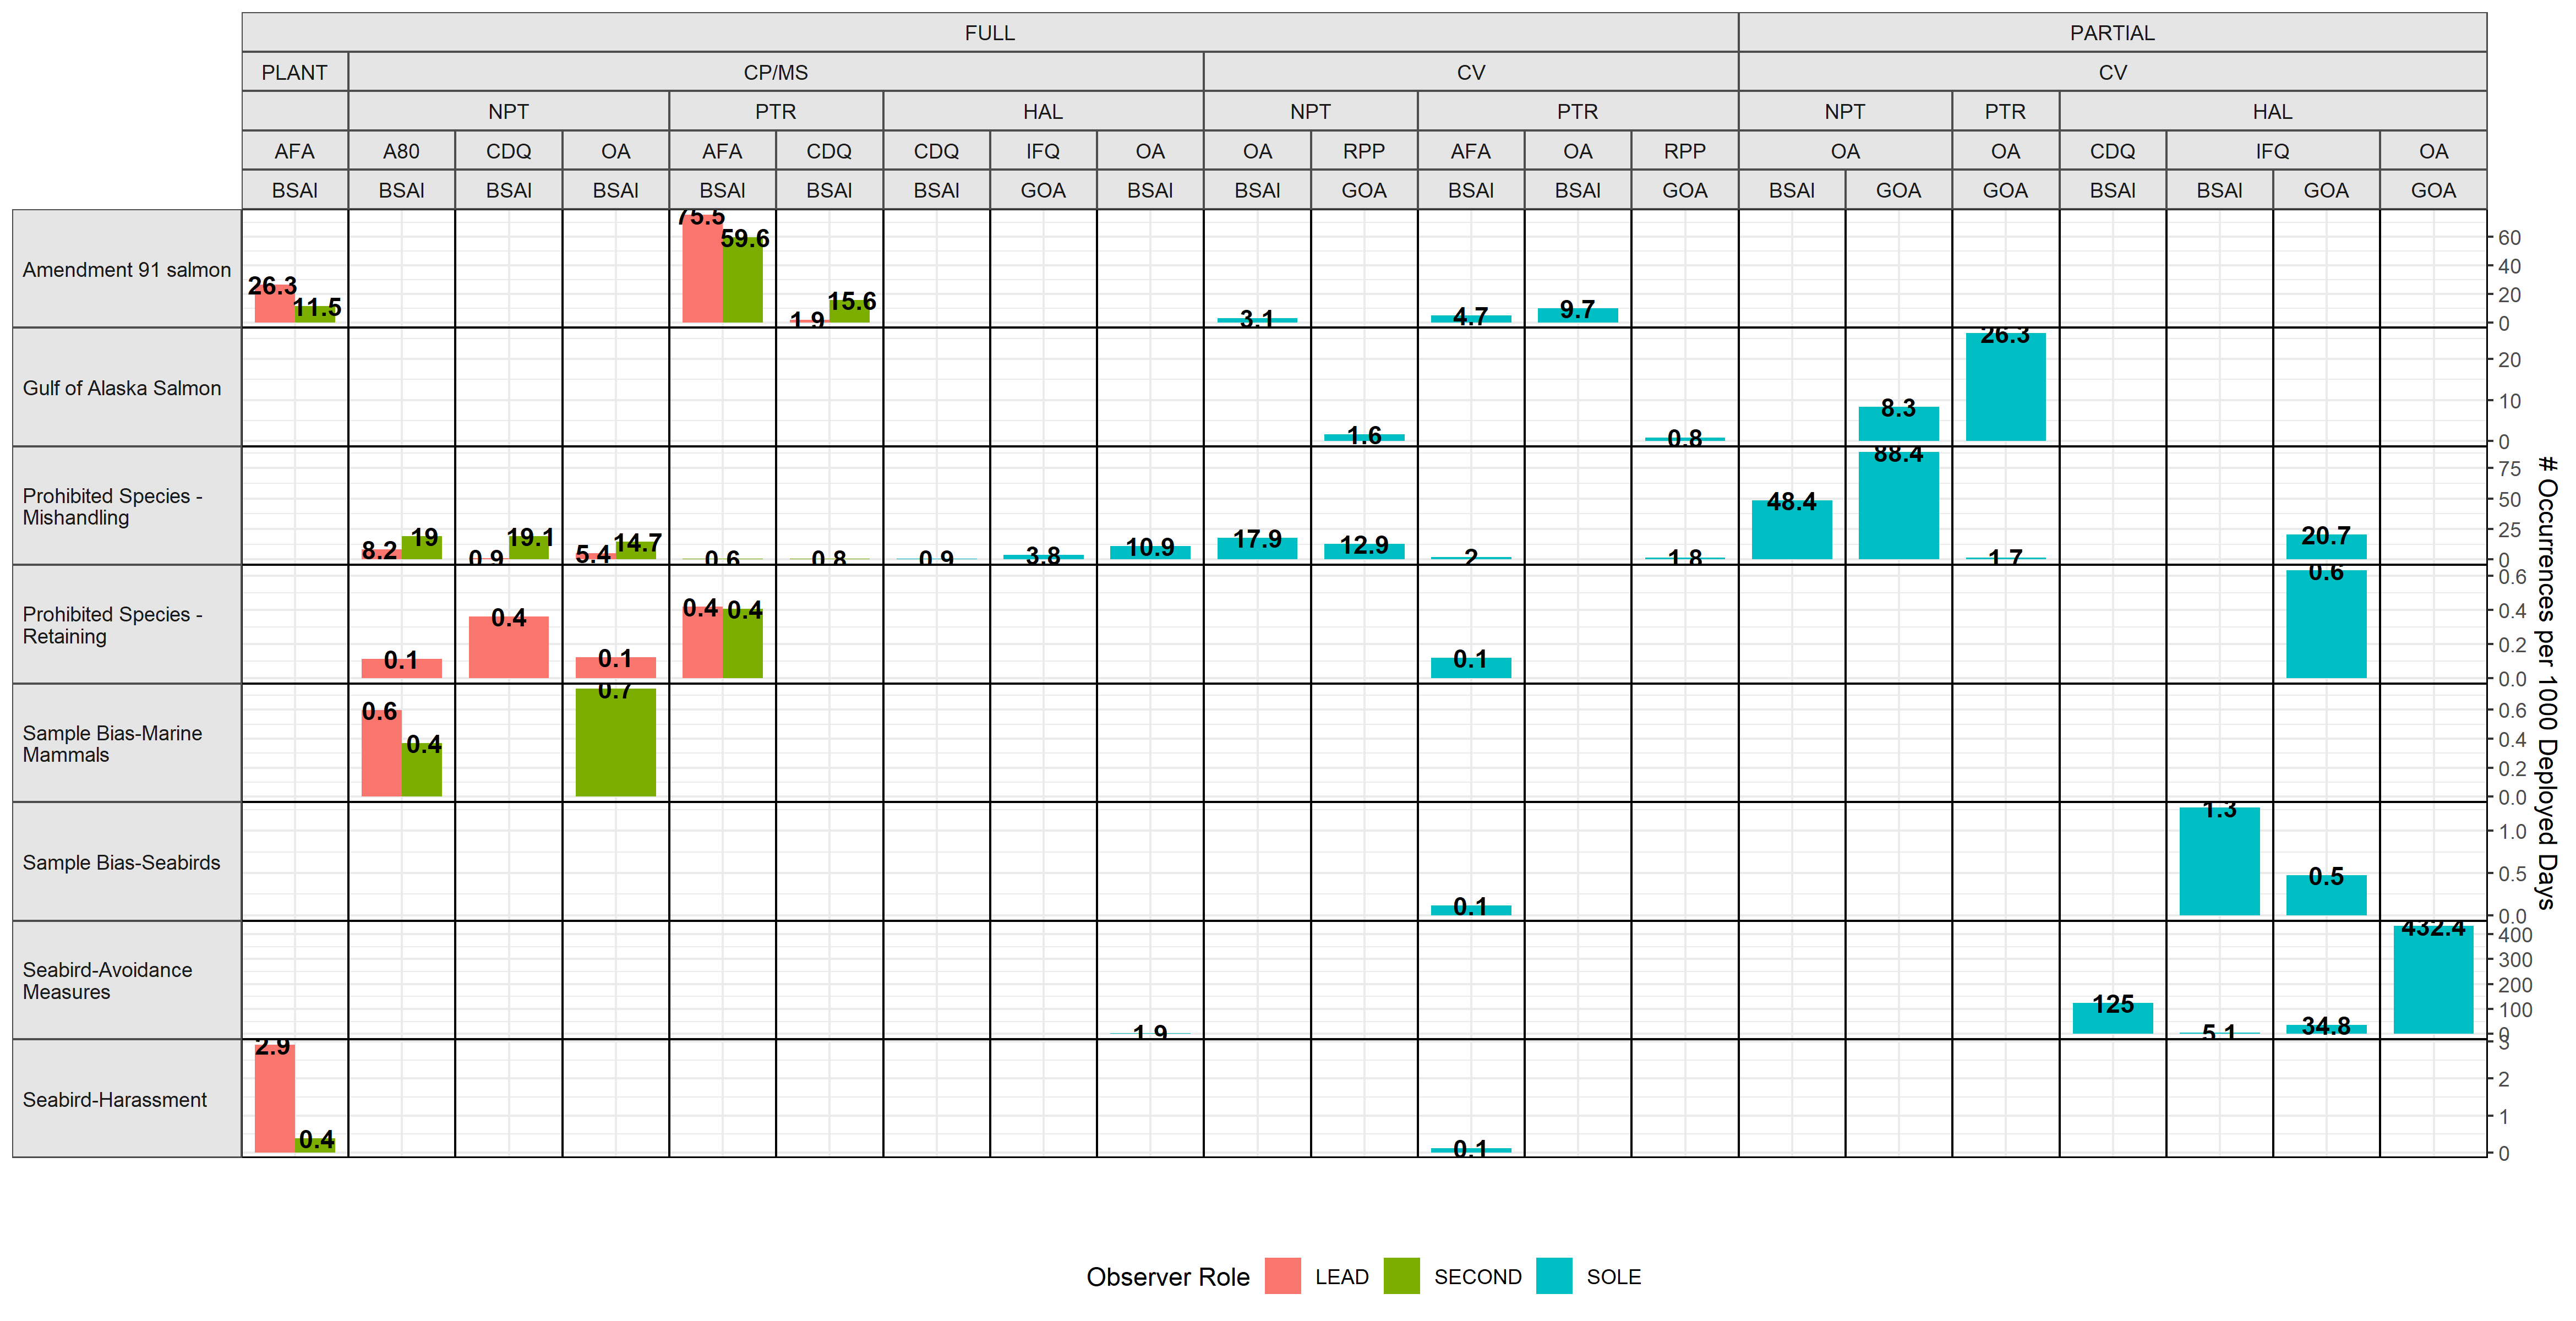 FULL PARTIAL
PLANT CP/MS CV CV
NPT PTR HAL NPT PTR NPT PTR HAL
AFA A80 CDQ OA AFA CDQ CDQ IFQ OA OA RPP AFA OA RPP OA OA CDQ IFQ OA
BSAI BSAI BSAI BSAI BSAI BSAI BSAI GOA BSAI BSAI GOA BSAI BSAI GOA BSAI GOA GOA BSAI BSAI GOA GOA
Amendment 91 salmon
26.3 11.5 75.5 59.6 1.9 15.6 3.1 4.7 9.7
60
40
20
0
Gulf of Alaska Salmon
1.6 0.8 8.3 26.3
20
10
0
Prohibited Species -
Mishandling
8.2 19 0.9 19.1 5.4 14.7 0.6 0.8 0.9 3.8 10.9 17.9 12.9 2 1.8 48.4 88.4 1.7 20.7
75
50
25
0
Prohibited Species -
Retaining
0.1 0.4 0.1 0.4 0.4 0.1 0.6
0.6
0.4
0.2
0.0
Sample Bias-Marine
Mammals
0.6 0.4 0.7
0.6
0.4
0.2
0.0
Sample Bias-Seabirds
0.1 1.3 0.5
1.0
0.5
0.0
Seabird-Avoidance
Measures
1.9 125 5.1 34.8 432.4
400
300
200
100
0
Seabird-Harassment
2.9 0.4 0.1
3
2
1
0
# Occurrences per 1000 Deployed Days
Observer Role LEAD SECOND SOLE